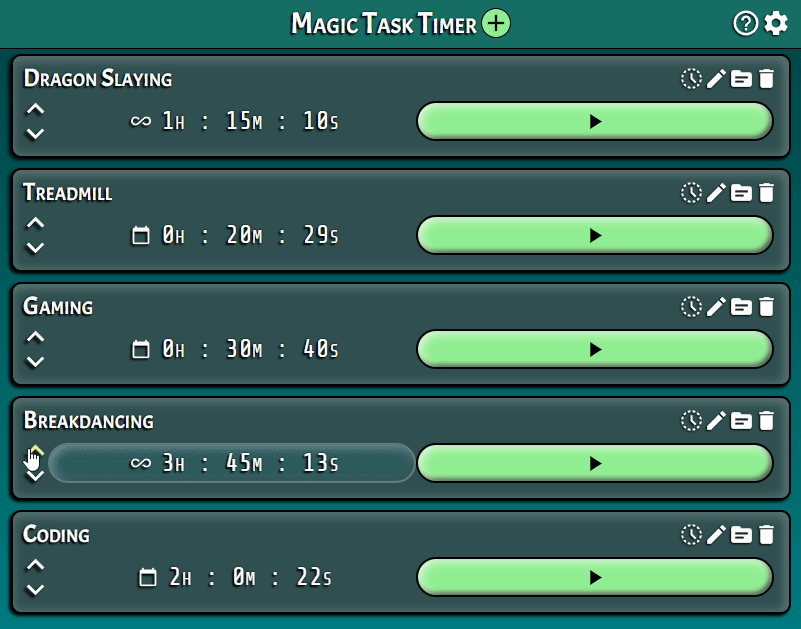 Magic Task Timer
Dragon Slaying
1h : 15m : 10s
Treadmill
0h : 20m : 29s
Gaming
0h : 30m : 40s
Breakdancing
3h : 45m : 13s
Coding
2h : 0m : 22s